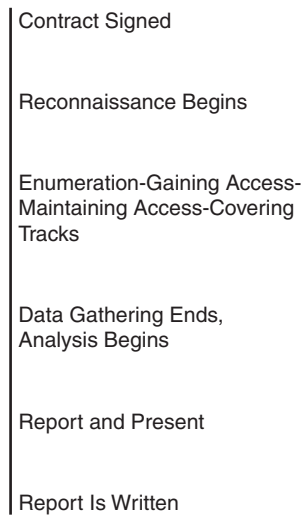 Contract Signed
Reconnaissance Begins
Enumeration-Gaining Access-
Maintaining Access-Covering
Tracks
Data Gathering Ends,
Analysis Begins
Report and Present
Report Is Written